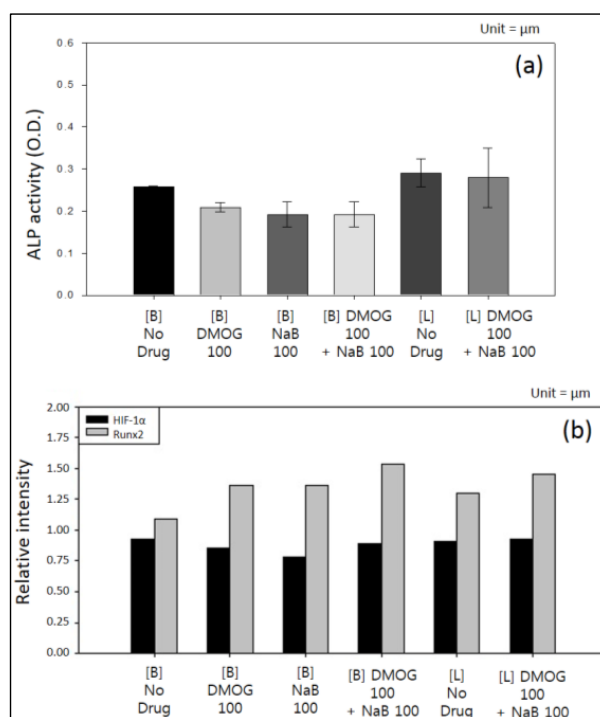 Unit = μm
(a)
ALP activity (O.D.)
0.6
0.5
0.4
0.3
0.2
0.1
0.0
[B] No Drug
[B] DMOG 100
[B] NaB 100
[B] DMOG 100 + NaB 100
[L] No Drug
[L] DMOG 100 + NaB 100
Unit = μm
(b)
HIF-1α
Runx2
Relative intensity
2.00
1.75
1.50
1.25
1.00
0.75
0.50
0.25
0.00
[B] No Drug
[B] DMOG 100
[B] NaB 100
[B] DMOG 100 + NaB 100
[L] No Drug
[L] DMOG 100 + NaB 100